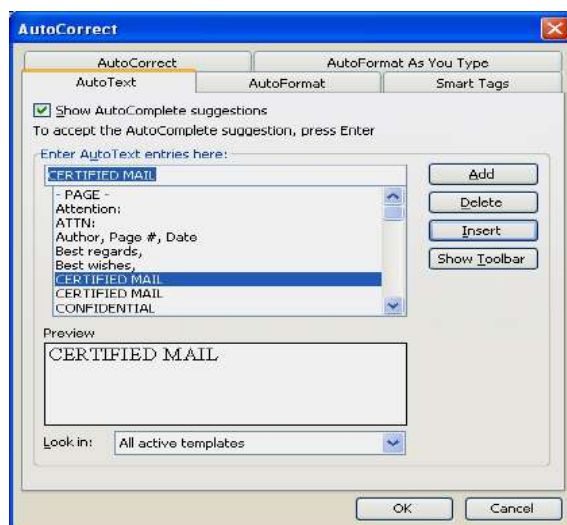 AutoCorrect
AutoCorrect AutoFormat As You Type
AutoText AutoFormat Smart Tags
Show AutoComplete suggestions
To accept the AutoComplete suggestion, press Enter
Enter AutoText entries here:
CERTIFIED MAIL
- PAGE -
Attention:
ATTN:
Author, Page #, Date
Best regards,
Best wishes,
CERTIFIED MAIL
CERTIFIED MAIL
CONFIDENTIAL
Add
Delete
Insert
Show Toolbar
Preview
CERTIFIED MAIL
Look in: All active templates
OK Cancel